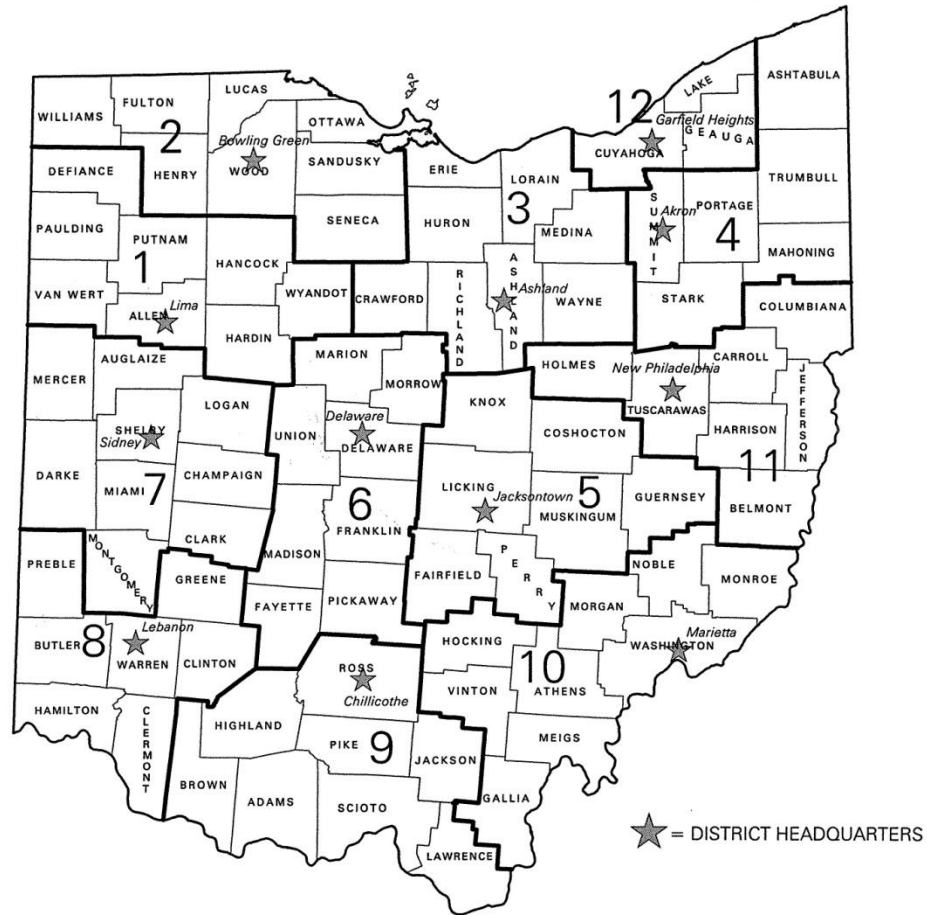 LAKE
ASHTABULA
LUCAS
FULTON
WILLIAMS
OTTAWA
12
Garfield Heights
GEAUGA
2
Bowling Green
WOOD
CUYAHOGA
HENRY
SANDUSKY
ERIE
LORAIN
DEFIANCE
TRUMBULL
SUMMIT
PORTAGE
Akron
4
3
HURON
SENECA
PAULDING
PUTNAM
MEDINA
MAHONING
1
HANCOCK
RICHLAND
ASHLAND
Ashland
VAN WERT
WYANDOT
CRAWFORD
WAYNE
STARK
COLUMBIANA
ALLEN
Lima
HARDIN
AUGLAIZE
MARION
HOLMES
CARROLL
MERCER
MORROW
New Philadelphia
JEFFERSON
LOGAN
KNOX
TUSCARAWAS
Delaware
SHELBY
Sidney
UNION
DELAWARE
COSHOCTON
HARRISON
DARKE
CHAMPAIGN
11
MIAMI
7
LICKING
Jacksontown
5
GUERNSEY
BELMONT
6
FRANKLIN
MUSKINGUM
CLARK
MADISON
MONTGOMERY
PREBLE
GREENE
FAIRFIELD
PERRY
NOBLE
MONROE
FAYETTE
PICKAWAY
MORGAN
Lebanon
HOCKING
Marietta
BUTLER
8
WARREN
CLINTON
ROSS
WASHINGTON
10
ATHENS
Chillicothe
VINTON
HAMILTON
CLERMONT
HIGHLAND
PIKE
9
MEIGS
JACKSON
BROWN
ADAMS
SCIOTO
GALLIA
= DISTRICT HEADQUARTERS
LAWRENCE